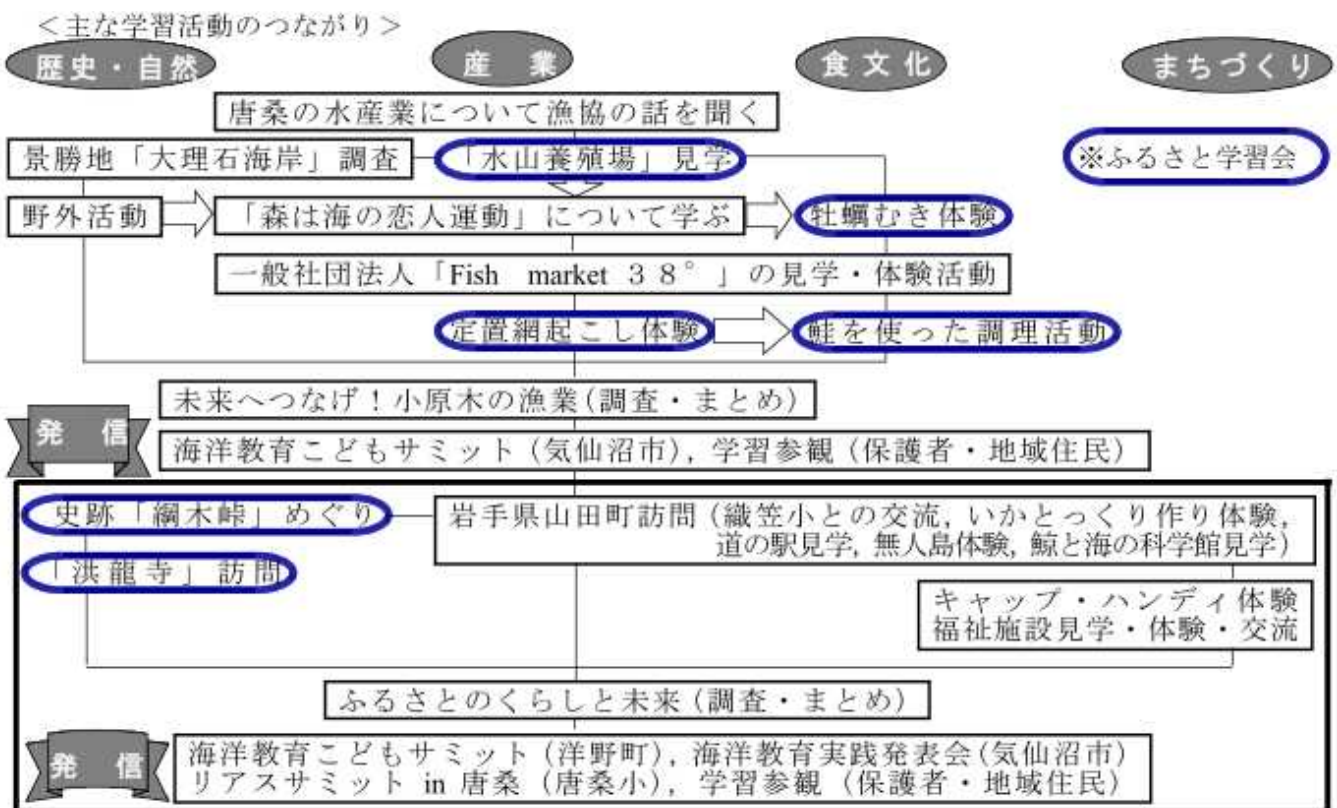 ＜主な学習活動のつながり＞
歴史・自然
産業
食文化
まちづくり
唐桑の水産業について漁協の話を聞く
景勝地「大理石海岸」調査
「水山養殖場」見学
※ふるさと学習会
野外活動
「森は海の恋人運動」について学ぶ
牡蠣むき体験
一般社団法人「Fish market ３８°」の見学・体験活動
定置網起こし体験
鮭を使った調理活動
未来へつなげ！小原木の漁業(調査・まとめ)
発信
海洋教育こどもサミット(気仙沼市),学習参観(保護者・地域住民)
史跡「綱木峠」めぐり
岩手県山田町訪問(織笠小との交流,いかとっくり作り体験,
道の駅見学,無人島体験,鯨と海の科学館見学)
「洪龍寺」訪問
キャップ・ハンディ体験
福祉施設見学・体験・交流
ふるさとのくらしと未来(調査・まとめ)
発信
海洋教育こどもサミット(洋野町),海洋教育実践発表会(気仙沼市)
リアスサミット in 唐桑(唐桑小),学習参観(保護者・地域住民)